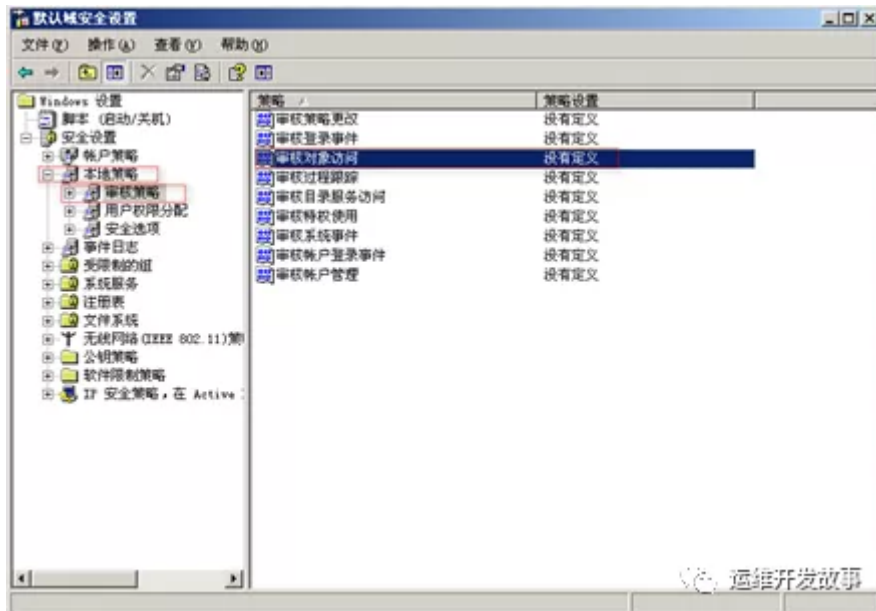 默认域安全设置
文件(F) 操作(A) 查看(V) 帮助(H)
Windows 设置
脚本 (启动/关机)
安全设置
帐户策略
本地策略
审核策略
用户权限分配
安全选项
事件日志
受限制的组
系统服务
注册表
文件系统
无线网络(IEEE 802.11)策
公钥策略
软件限制策略
IP 安全策略，在 Active
策略 策略设置
审核策略更改 没有定义
审核登录事件 没有定义
审核对象访问 没有定义
审核过程跟踪 没有定义
审核目录服务访问 没有定义
审核特权使用 没有定义
审核系统事件 没有定义
审核帐户登录事件 没有定义
审核帐户管理 没有定义
运维开发故事